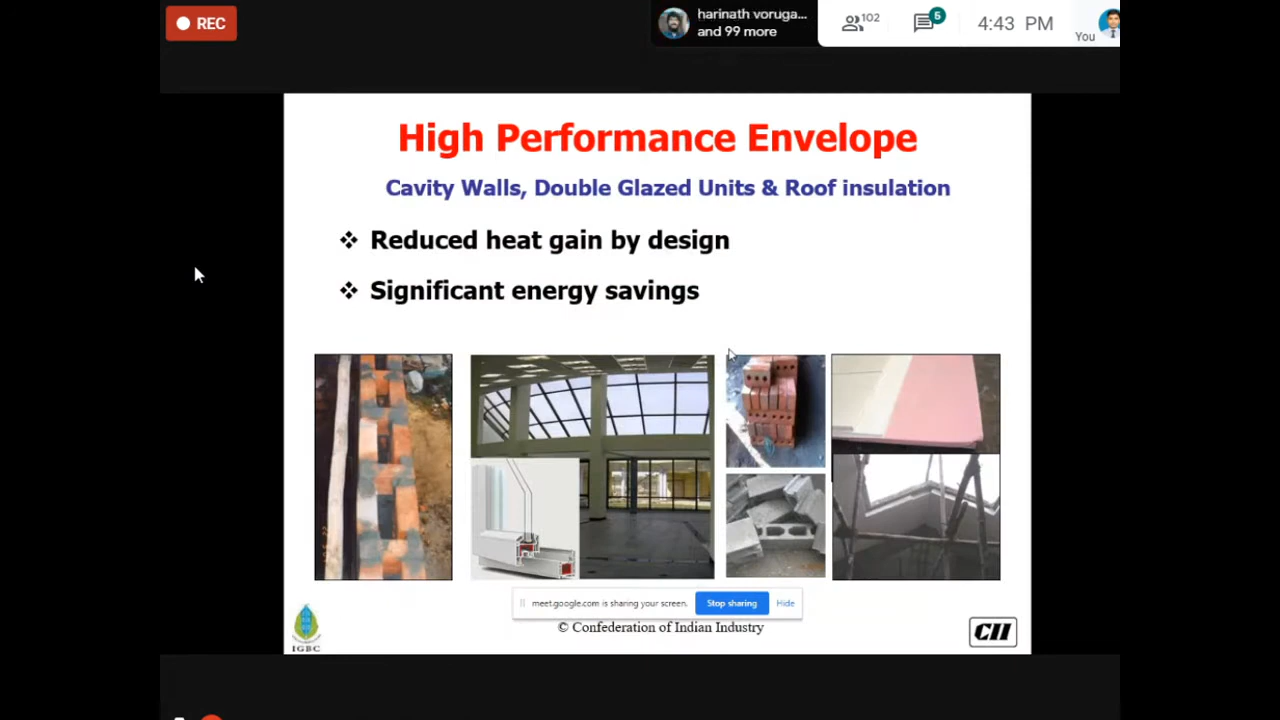 REC
harinath voruga...
and 99 more
102
5
4:43 PM
You
High Performance Envelope
Cavity Walls, Double Glazed Units & Roof insulation
❖ Reduced heat gain by design
❖ Significant energy savings
meet.google.com is sharing your screen.
Stop sharing
Hide
© Confederation of Indian Industry
IGBC
CII